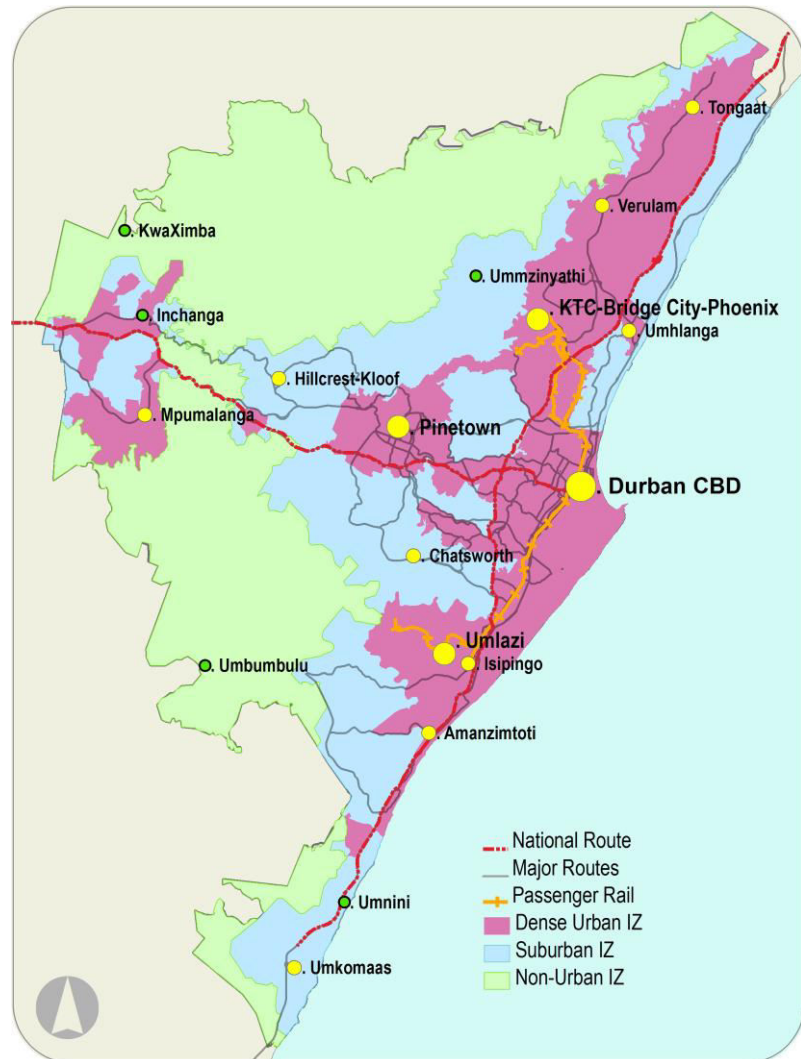 . Tongaat
. Verulam
. KwaXimba
. Ummzinyathi
. Inchanga
. KTC-Bridge City-Phoenix
. Umhlanga
. Hillcrest-Kloof
. Mpumalanga
. Pinetown
. Durban CBD
. Chatsworth
. Umlazi
. Isipingo
. Umbumbulu
. Amanzimtoti
National Route
Major Routes
Passenger Rail
. Umnini
Dense Urban IZ
Suburban IZ
. Umkomaas
Non-Urban IZ